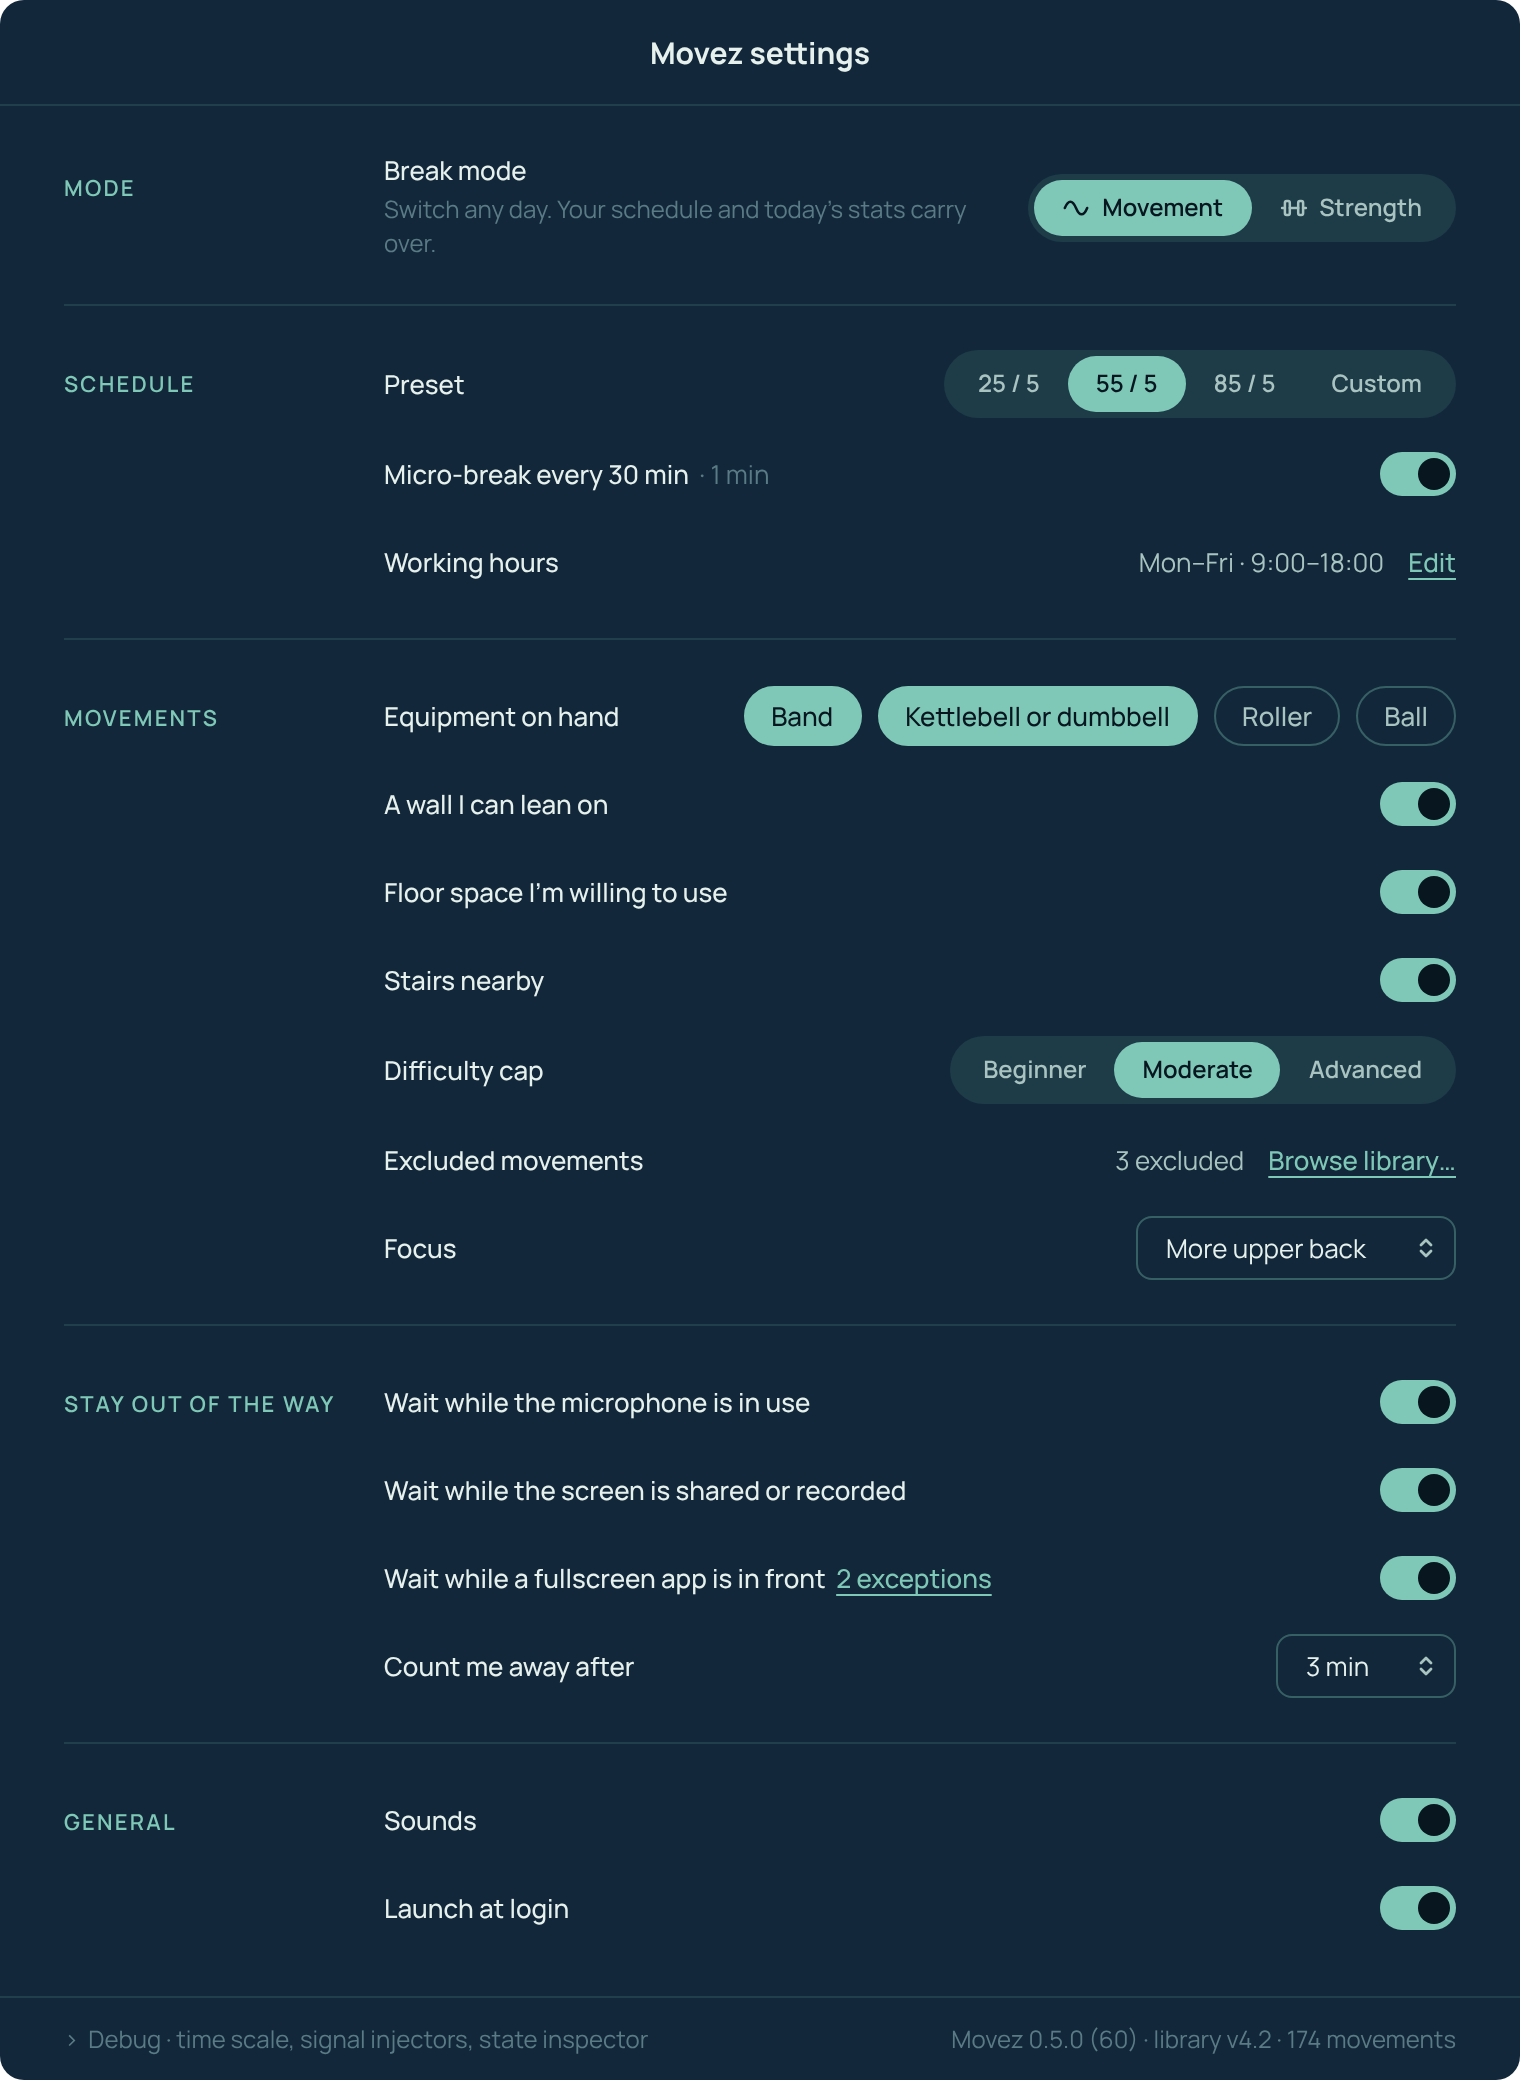 Movez settings
MODE
Break mode
Switch any day. Your schedule and today’s stats carry
over.
Movement Strength
SCHEDULE
Preset
25 / 5 55 / 5 85 / 5 Custom
Micro-break every 30 min · 1 min
Working hours
Mon–Fri · 9:00–18:00 Edit
MOVEMENTS
Equipment on hand
Band Kettlebell or dumbbell Roller Ball
A wall I can lean on
Floor space I’m willing to use
Stairs nearby
Difficulty cap
Beginner Moderate Advanced
Excluded movements
3 excluded Browse library…
Focus
More upper back
STAY OUT OF THE WAY
Wait while the microphone is in use
Wait while the screen is shared or recorded
Wait while a fullscreen app is in front 2 exceptions
Count me away after
3 min
GENERAL
Sounds
Launch at login
› Debug · time scale, signal injectors, state inspector
Movez 0.5.0 (60) · library v4.2 · 174 movements